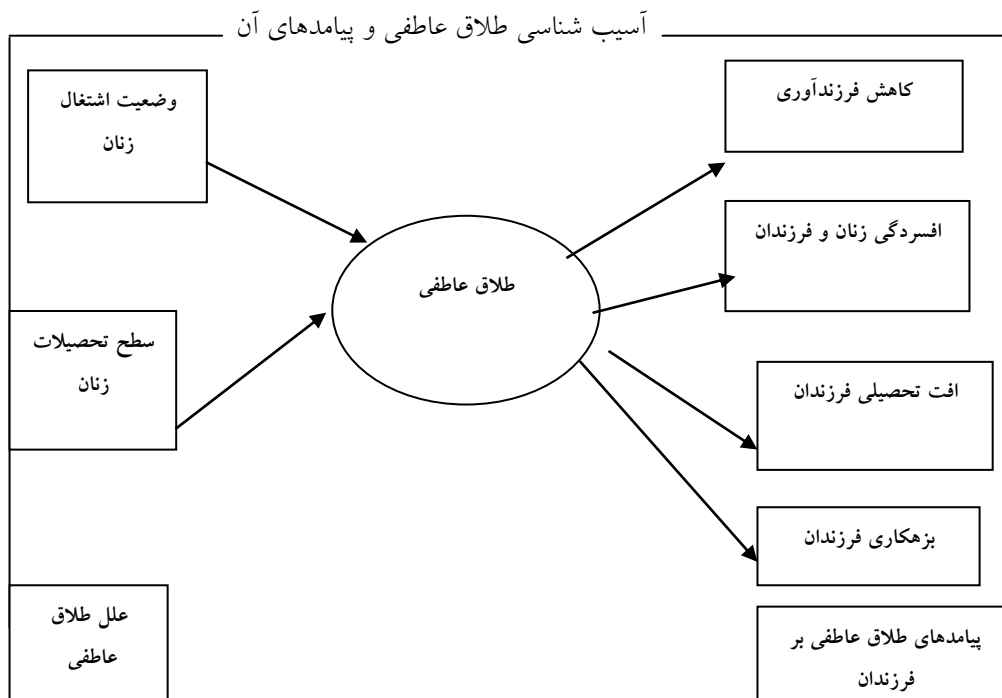 آسیب شناسی طلاق عاطفی و پیامدهای آن
کاهش فرزندآوری
وضعیت اشتغال
زنان
افسردگی زنان و فرزندان
طلاق عاطفی
سطح تحصیلات
زنان
افت تحصیلی فرزندان
بزهکاری فرزندان
پیامدهای طلاق عاطفی بر
فرزندان
علل طلاق
عاطفی